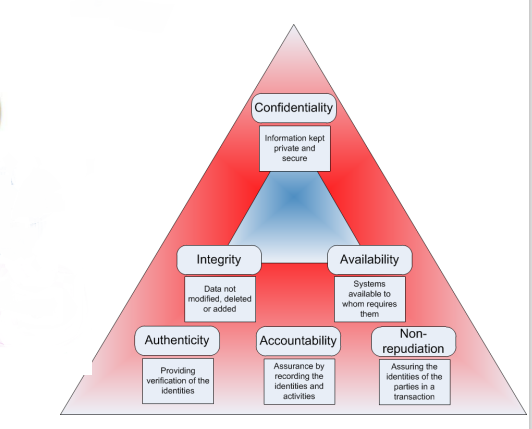 Confidentiality
Information kept
private and
secure
Integrity
Data not
modified, deleted
or added
Availability
Systems
available to
whom requires
them
Authenticity
Providing
verification of the
identities
Accountability
Assurance by
recording the
identities and
activities
Non-
repudiation
Assuring the
identities of the
parties in a
transaction